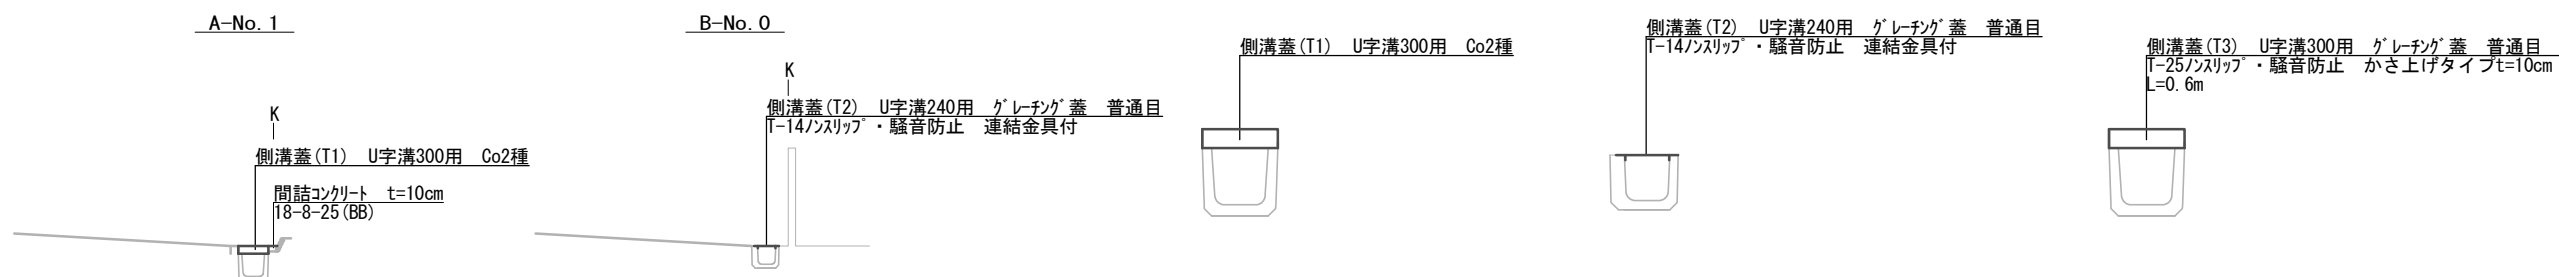 A-No.1
K
側溝蓋(T1)　U字溝300用　Co2種
間詰ｺﾝｸﾘｰﾄ　t=10cm
18-8-25(BB)
B-No.0
K
側溝蓋(T2)　U字溝240用　ｸﾞﾚｰﾁﾝｸﾞ蓋　普通目
T-14ﾉﾝｽﾘｯﾌﾟ・騒音防止　連結金具付
側溝蓋(T1)　U字溝300用　Co2種
側溝蓋(T2)　U字溝240用　ｸﾞﾚｰﾁﾝｸﾞ蓋　普通目
T-14ﾉﾝｽﾘｯﾌﾟ・騒音防止　連結金具付
側溝蓋(T3)　U字溝300用　ｸﾞﾚｰﾁﾝｸﾞ蓋　普通目
T-25ﾉﾝｽﾘｯﾌﾟ・騒音防止　かさ上げタイプt=10cm
L=0.6m